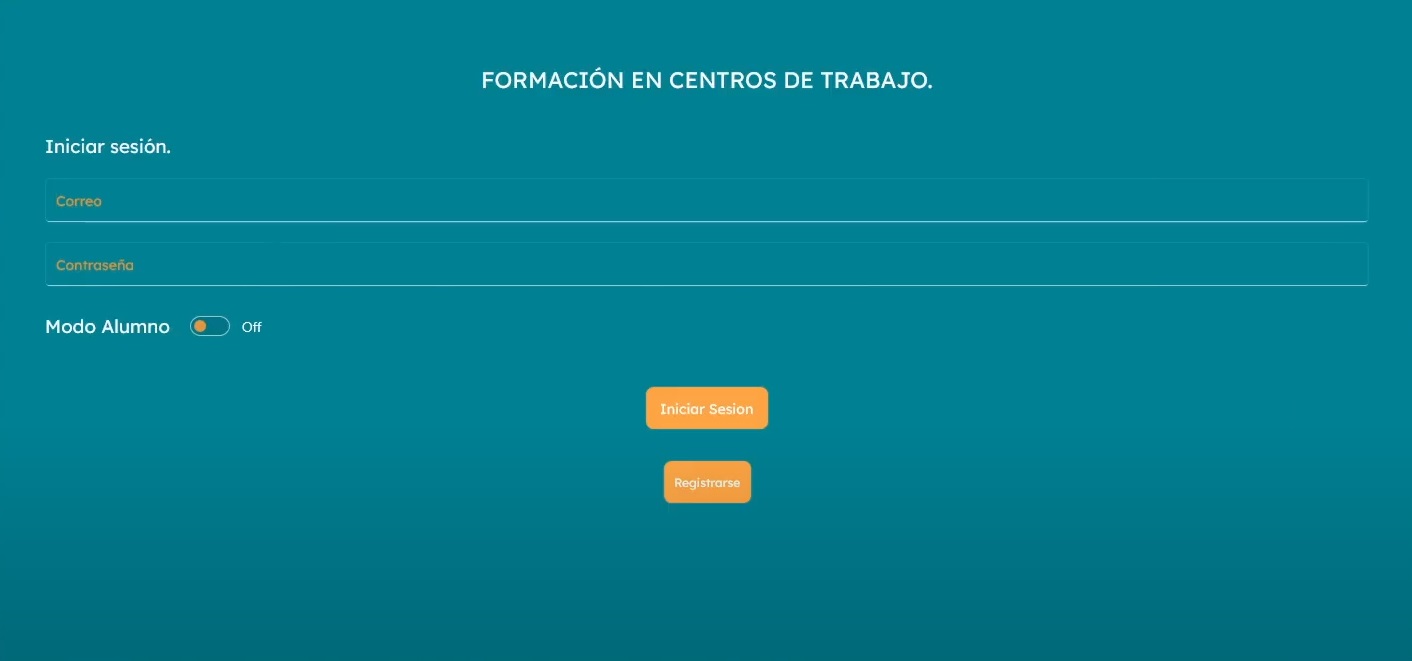 FORMACIÓN EN CENTROS DE TRABAJO.
Iniciar sesión.
Correo
Contraseña
Modo Alumno Off
Iniciar Sesion
Registrarse